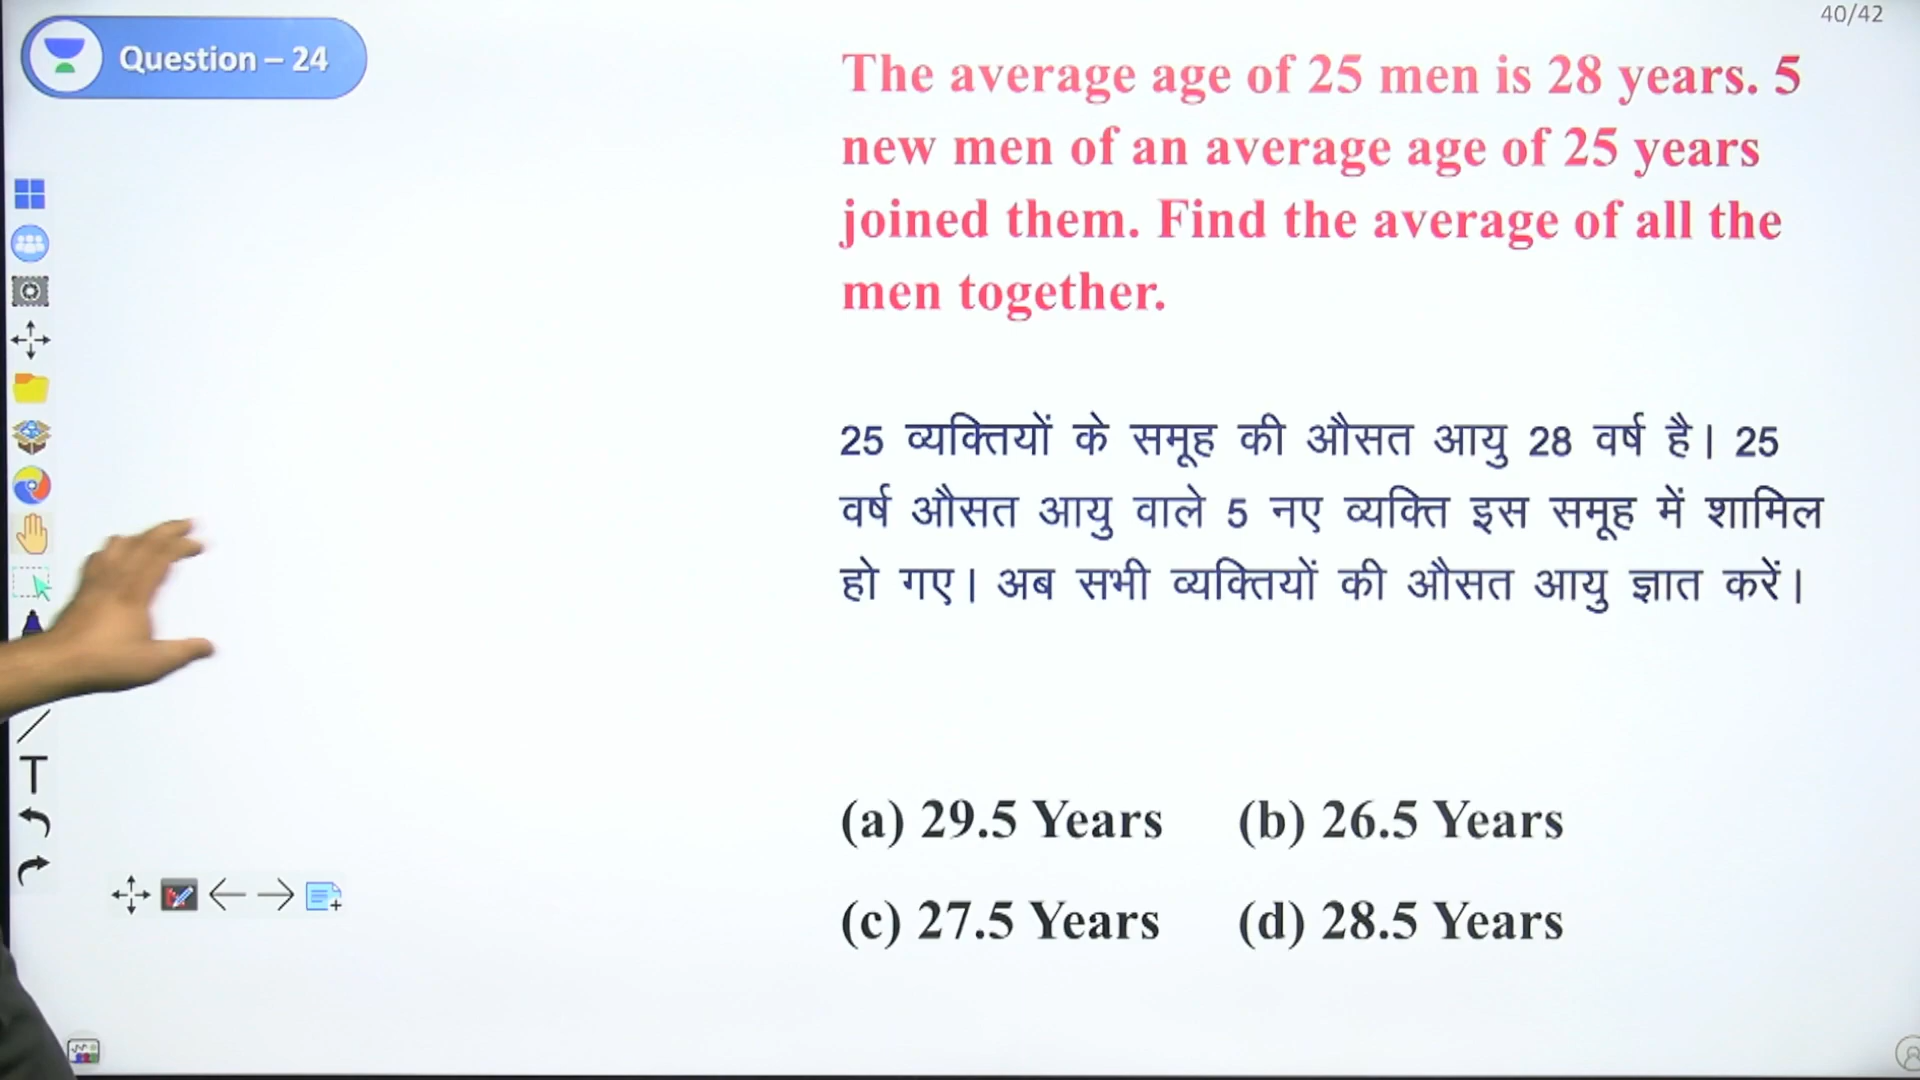 40/42
Question – 24
The average age of 25 men is 28 years. 5
new men of an average age of 25 years
joined them. Find the average of all the
men together.
25 व्यक्तियों के समूह की औसत आयु 28 वर्ष है। 25
वर्ष औसत आयु वाले 5 नए व्यक्ति इस समूह में शामिल
हो गए। अब सभी व्यक्तियों की औसत आयु ज्ञात करें।
(a) 29.5 Years (b) 26.5 Years
(c) 27.5 Years (d) 28.5 Years
T